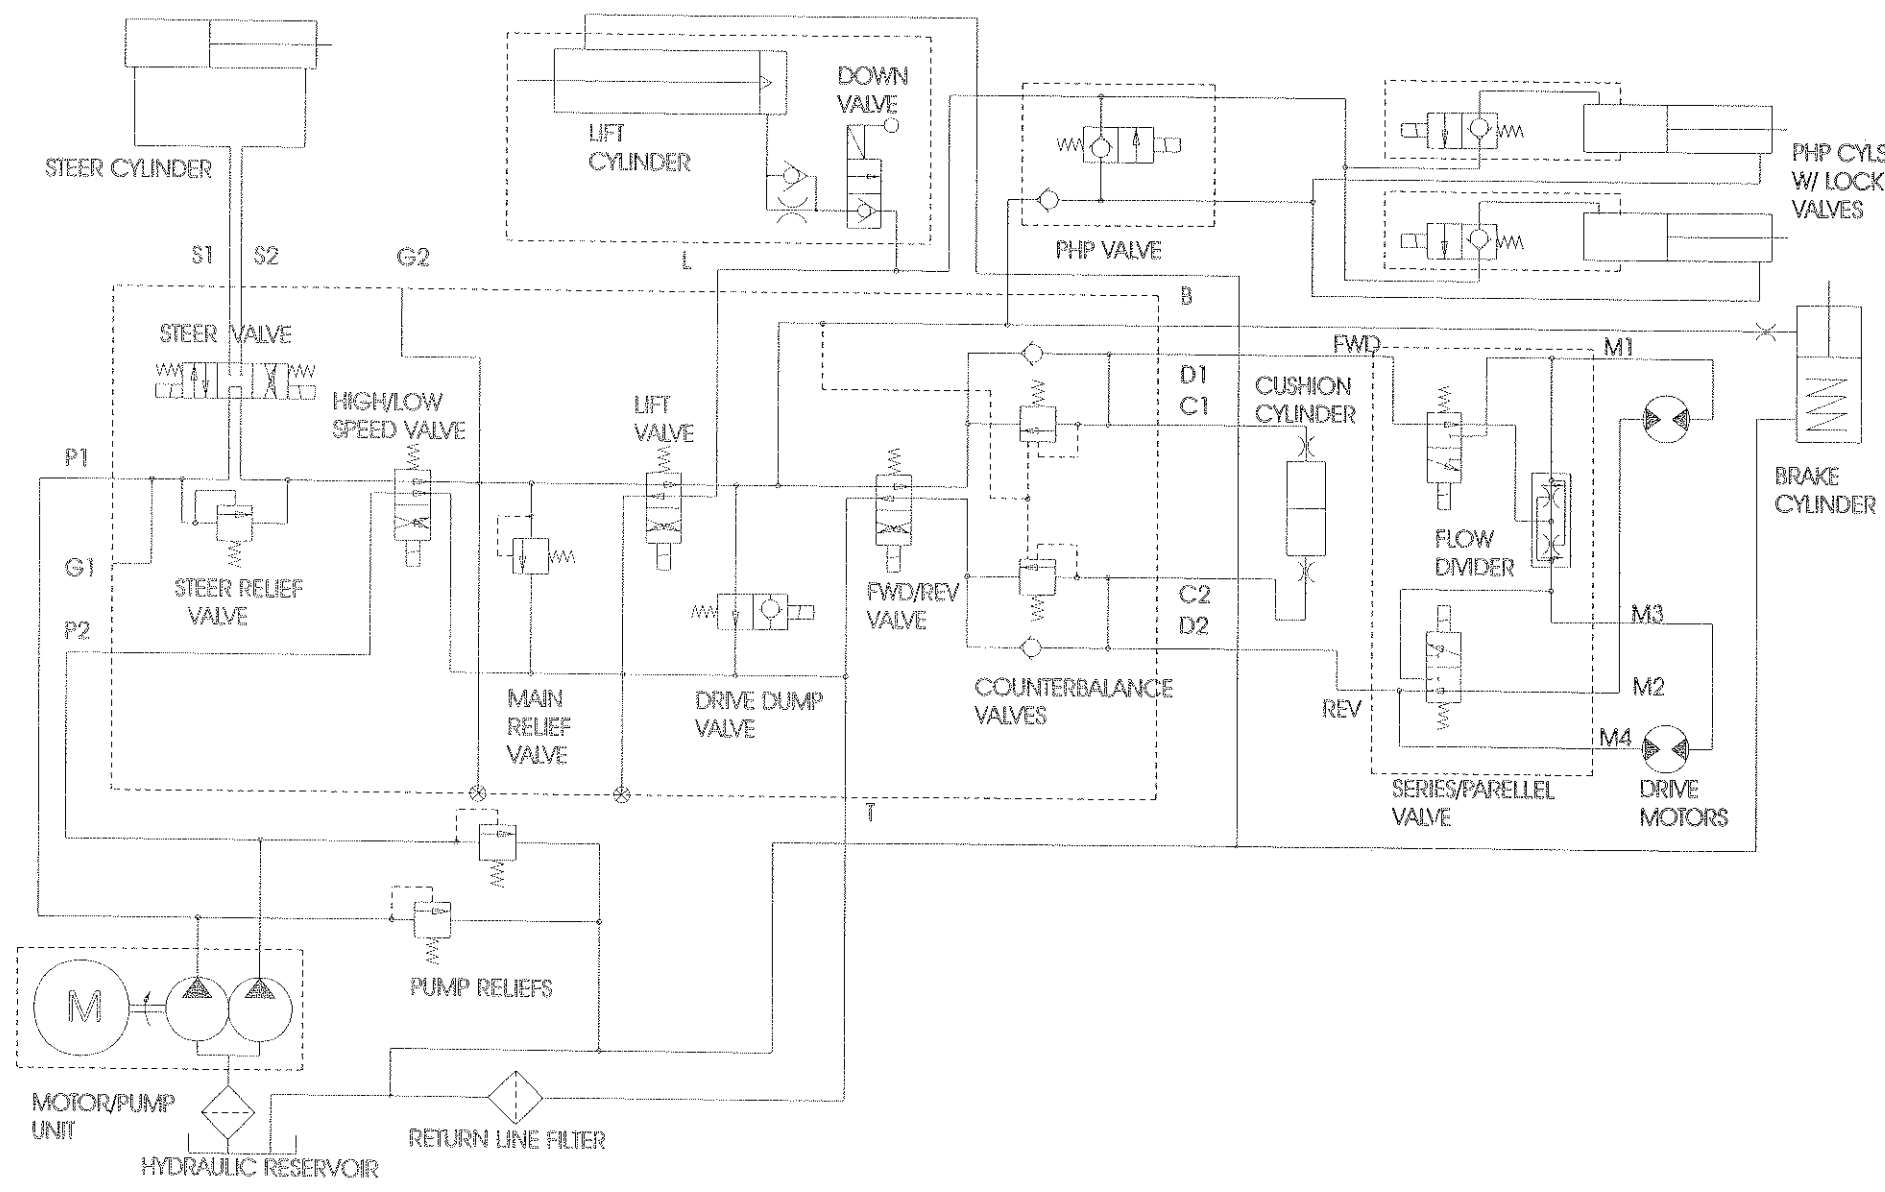 DOWN
VALVE
LIFT
CYLINDER
STEER CYLINDER
PHP CYLS
W/ LOCK
VALVES
S1
S2
G2
L
PHP VALVE
B
STEER VALVE
FWD
M1
D1
C1
CUSHION
CYLINDER
HIGH/LOW
SPEED VALVE
LIFT
VALVE
P1
BRAKE
CYLINDER
G1
FLOW
DIVIDER
STEER RELIEF
VALVE
FWD/REV
VALVE
C2
D2
P2
M3
MAIN
RELIEF
VALVE
DRIVE DUMP
VALVE
COUNTERBALANCE
VALVES
M2
REV
M4
T
SERIES/PARELLEL
VALVE
DRIVE
MOTORS
PUMP RELIEFS
M
MOTOR/PUMP
UNIT
RETURN LINE FILTER
HYDRAULIC RESERVOIR